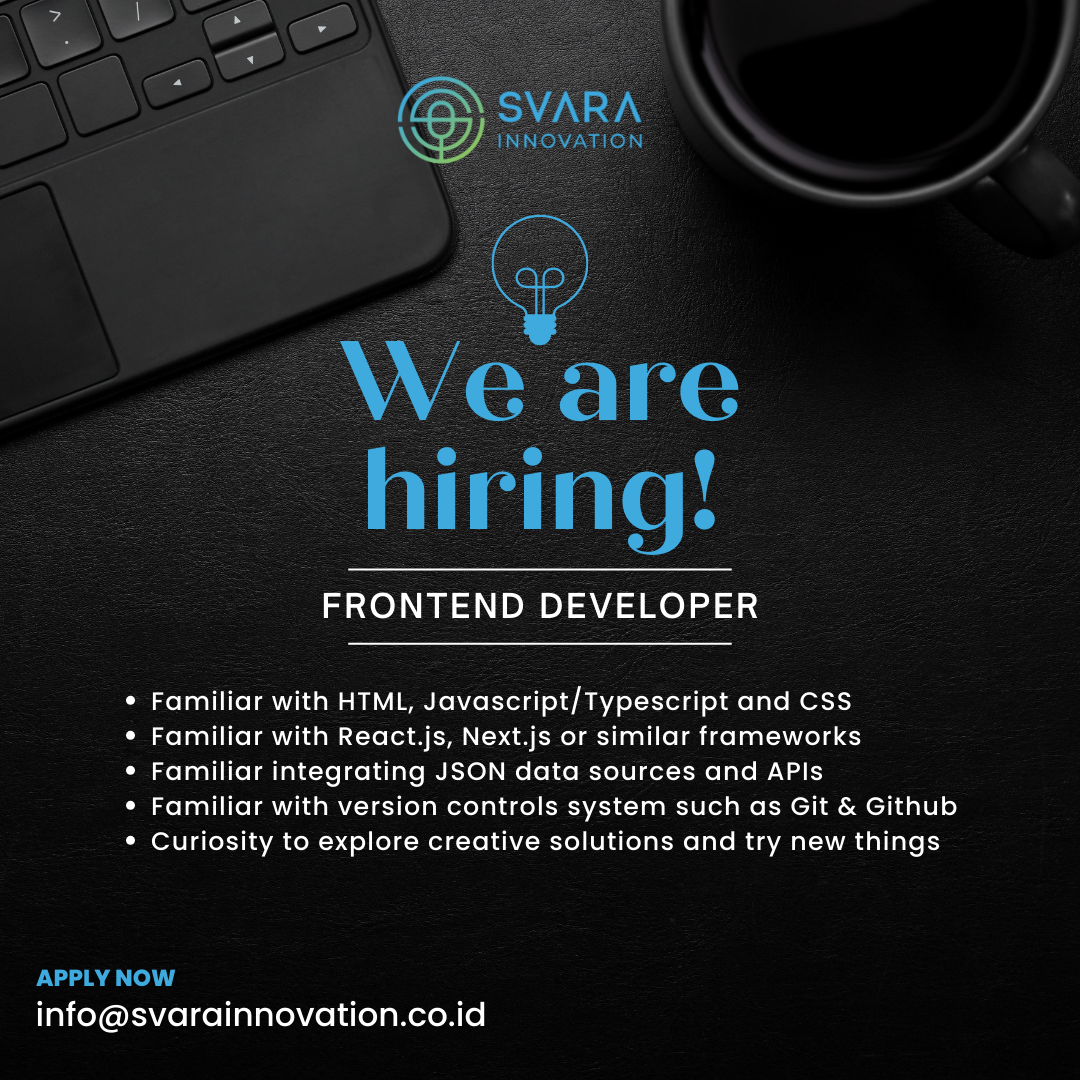 SVARA
INNOVATION
We are
hiring!
FRONTEND DEVELOPER
• Familiar with HTML, Javascript/Typescript and CSS
• Familiar with React.js, Next.js or similar frameworks
• Familiar integrating JSON data sources and APIs
• Familiar with version controls system such as Git & Github
• Curiosity to explore creative solutions and try new things
APPLY NOW
info@svarainnovation.co.id